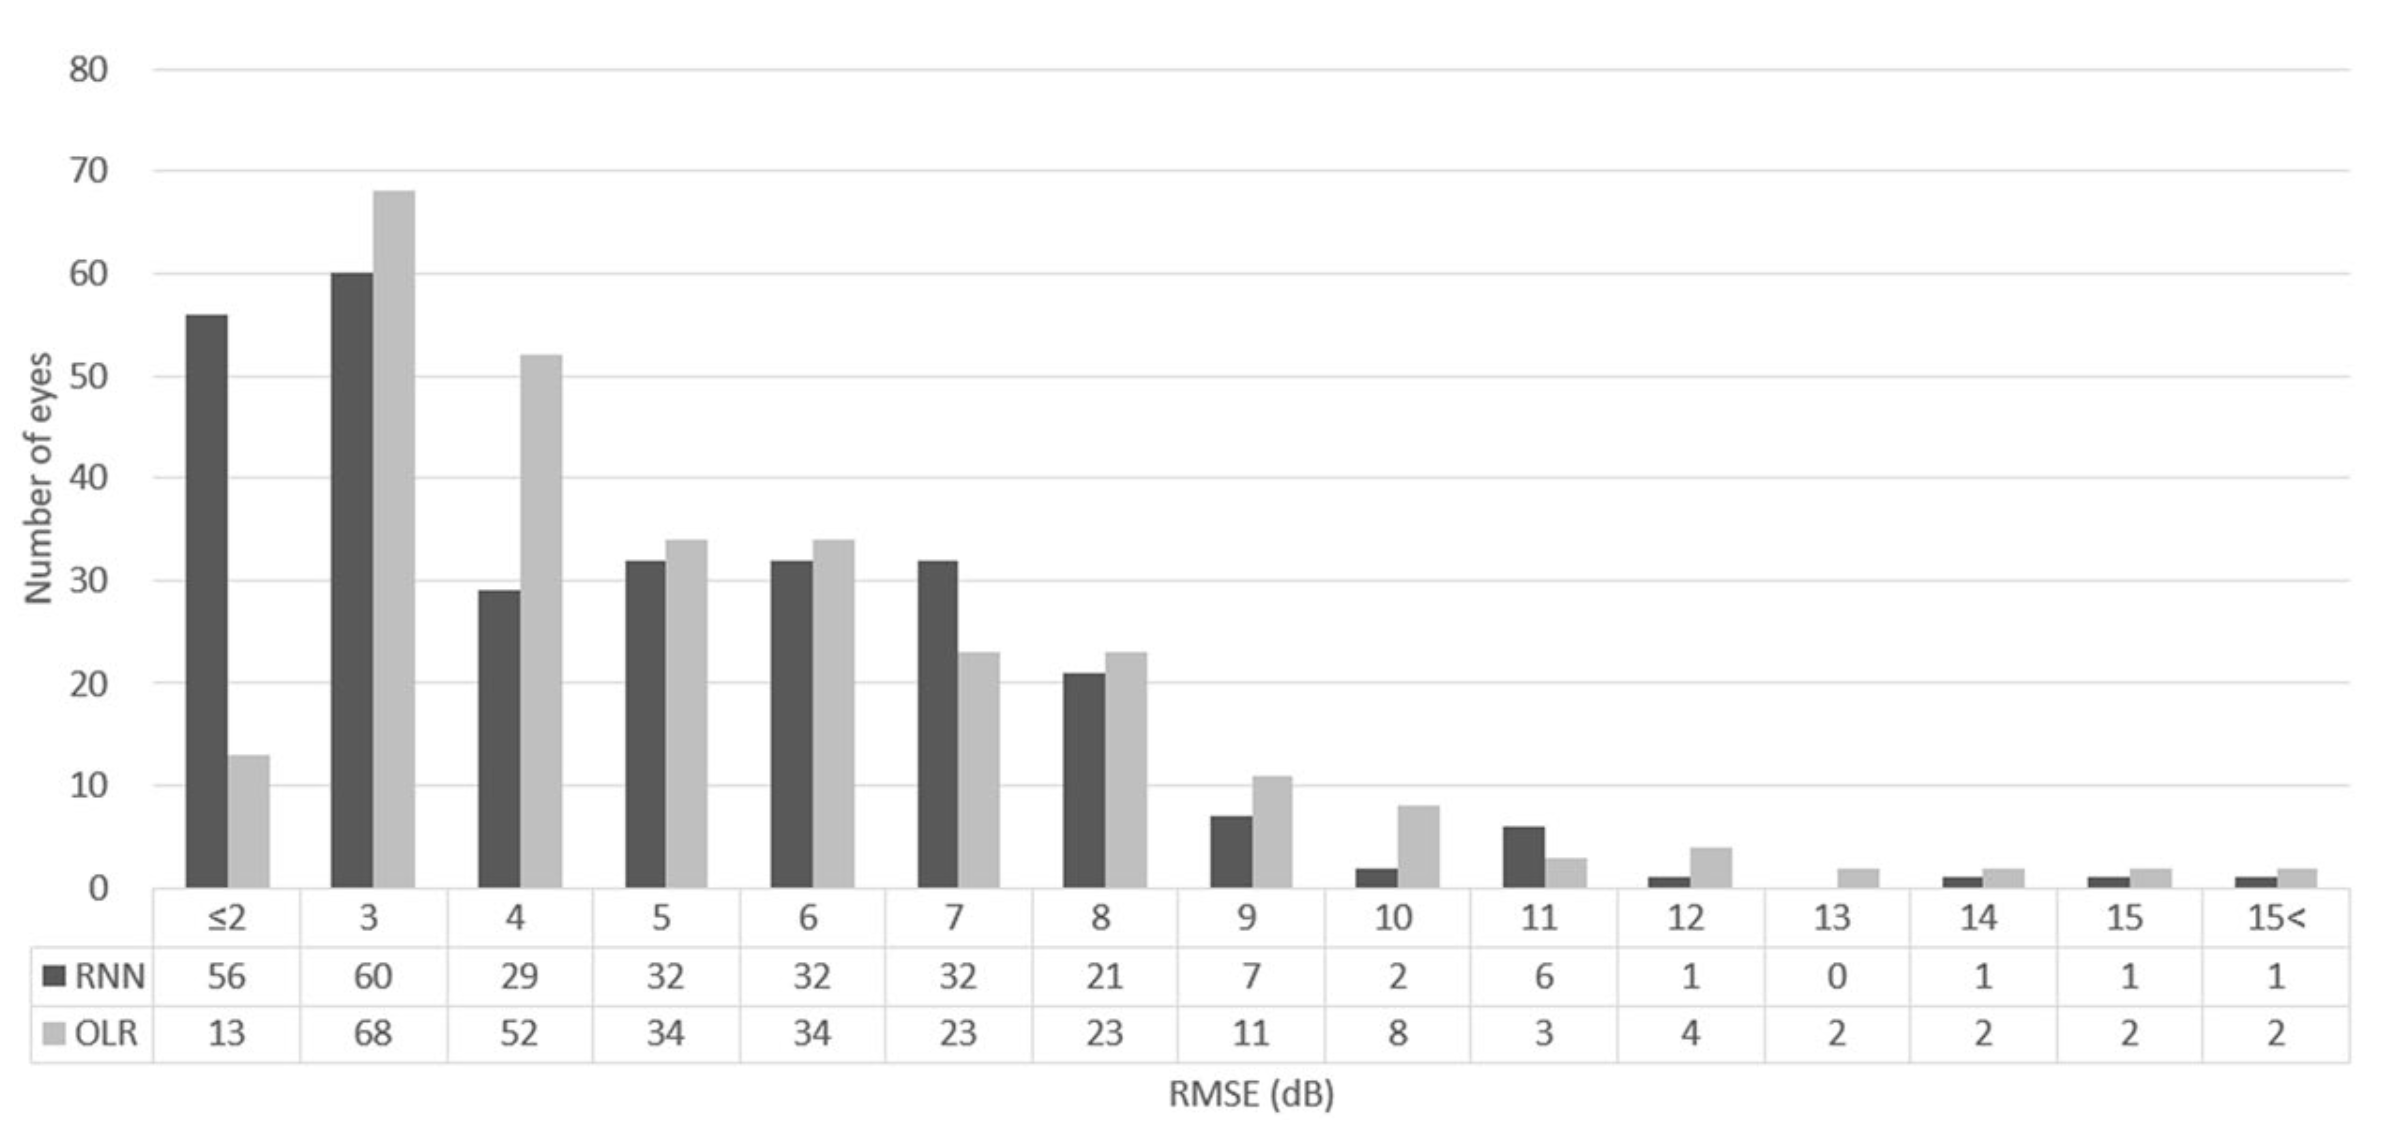 80
70
60
50
40
30
20
10
0
Number of eyes
≤2 3 4 5 6 7 8 9 10 11 12 13 14 15 15<
RNN 56 60 29 32 32 32 21 7 2 6 1 0 1 1 1
OLR 13 68 52 34 34 23 23 11 8 3 4 2 2 2 2
RMSE (dB)